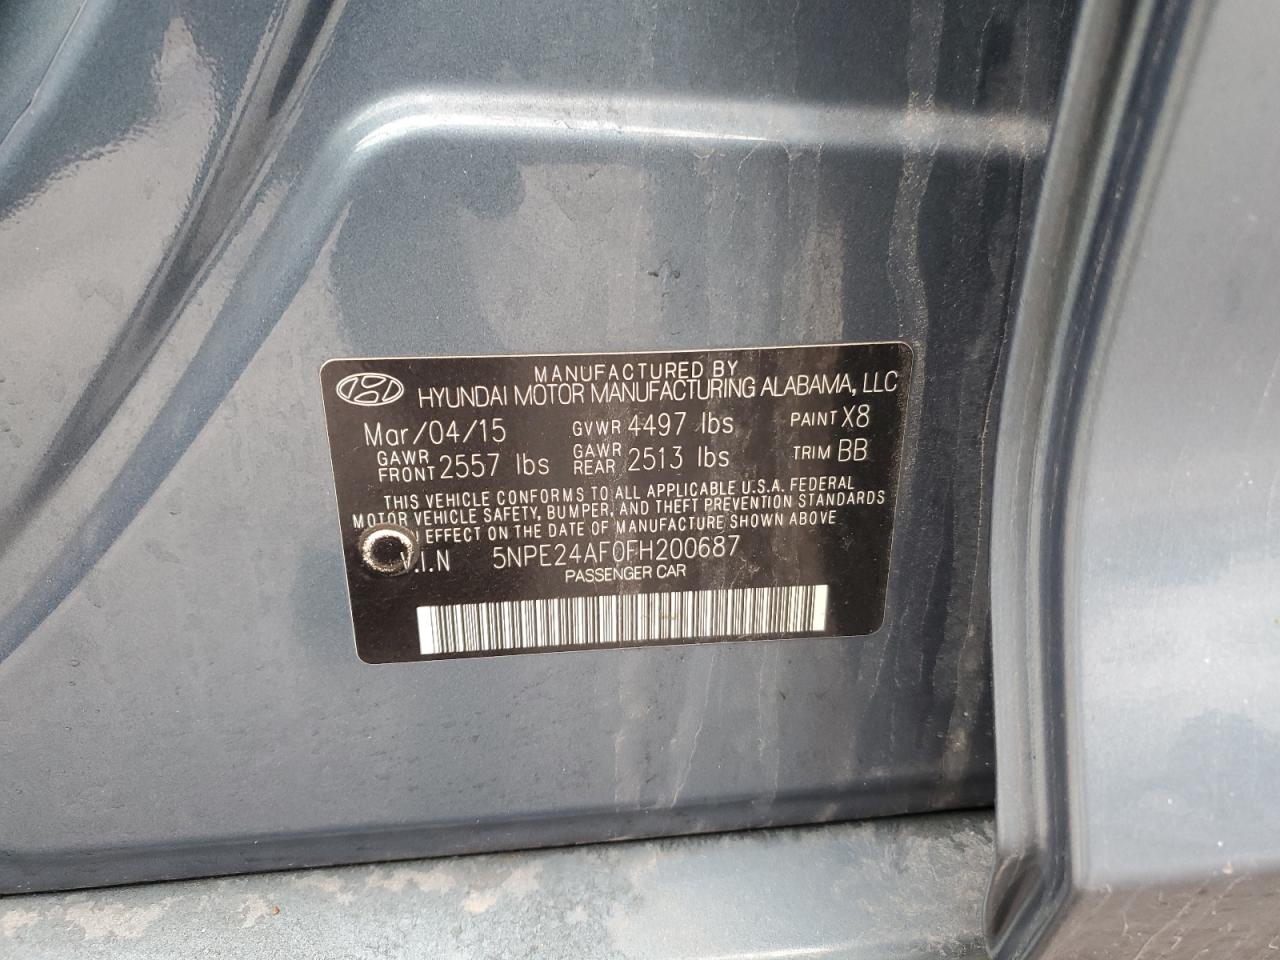 MANUFACTURED BY
HYUNDAI MOTOR MANUFACTURING ALABAMA, LLC
Mar/04/15 GVWR 4497 lbs PAINT X8
GAWR FRONT 2557 lbs GAWR REAR 2513 lbs TRIM BB
THIS VEHICLE CONFORMS TO ALL APPLICABLE U.S.A. FEDERAL
MOTOR VEHICLE SAFETY, BUMPER, AND THEFT PREVENTION STANDARDS
EFFECT ON THE DATE OF MANUFACTURE SHOWN ABOVE
V.I.N 5NPE24AF0FH200687
PASSENGER CAR